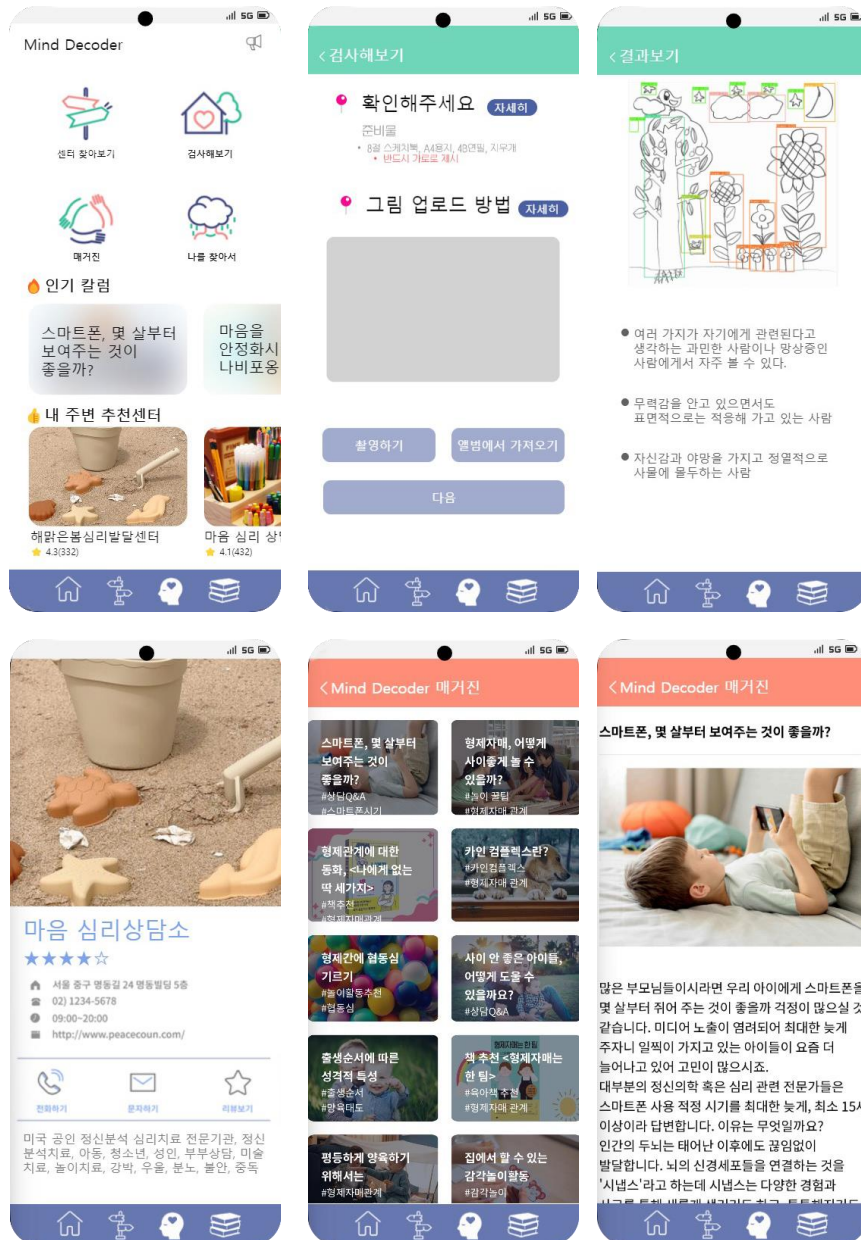 5G
Mind Decoder
센터 찾아보기
검사해보기
매거진
나를 찾아서
인기 칼럼
스마트폰, 몇 살부터
보여주는 것이
좋을까?
마음을
안정화시
나비포옹
내 주변 추천센터
해맑은봄심리발달센터
4.3(332)
마음 심리 상
4.1(432)
5G
<검사해보기
확인해주세요 자세히
준비물
• 8절 스케치북, A4용지, 4B연필, 지우개
• 반드시 가로로 제시
그림 업로드 방법 자세히
촬영하기
앨범에서 가져오기
다음
5G
<결과보기
● 여러 가지가 자기에게 관련된다고
생각하는 과민한 사람이나 망상증인
사람에게서 자주 볼 수 있다.
● 무력감을 안고 있으면서도
표면적으로는 적응해 가고 있는 사람
● 자신감과 야망을 가지고 정열적으로
사물에 몰두하는 사람
5G
마음 심리상담소
★★★★☆
서울 중구 명동길 24 명동빌딩 5층
02) 1234-5678
09:00~20:00
http://www.peacecoun.com/
전화하기
문자하기
리뷰보기
미국 공인 정신분석 심리치료 전문기관, 정신
분석치료, 아동, 청소년, 성인, 부부상담, 미술
치료, 놀이치료, 강박, 우울, 분노, 불안, 중독
5G
<Mind Decoder 매거진
스마트폰, 몇 살부터
보여주는 것이
좋을까?
#상담Q&A
#스마트폰시기
형제자매, 어떻게
사이좋게 놀 수
있을까?
#놀이 꿀팁
#형제자매 관계
형제관계에 대한
동화, <나에게 없는
딱 세가지>
#책추천
#형제자매관계
카인 컴플렉스란?
#카인컴플렉스
#형제자매 관계
형제간에 협동심
기르기
#놀이활동추천
#협동심
사이 안 좋은 아이들,
어떻게 도울 수
있을까요?
#상담Q&A
출생순서에 따른
성격적 특성
#출생순서
#양육태도
형제자매는 한 팀
책 추천 <형제자매는
한 팀>
#육아책 추천
#형제자매 관계
평등하게 양육하기
위해서는
#형제자매관계
집에서 할 수 있는
감각놀이활동
#감각놀이
5G
<Mind Decoder 매거진
스마트폰, 몇 살부터 보여주는 것이 좋을까?
많은 부모님들이시라면 우리 아이에게 스마트폰을
몇 살부터 쥐어 주는 것이 좋을까 걱정이 많으실 것
같습니다. 미디어 노출이 염려되어 최대한 늦게
주자니 일찍이 가지고 있는 아이들이 요즘 더
늘어나고 있어 고민이 많으시죠.
대부분의 정신의학 혹은 심리 관련 전문가들은
스마트폰 사용 적정 시기를 최대한 늦게, 최소 15세
이상이라 답변합니다. 이유는 무엇일까요?
인간의 두뇌는 태어난 이후에도 끊임없이
발달합니다. 뇌의 신경세포들을 연결하는 것을
'시냅스'라고 하는데 시냅스는 다양한 경험과